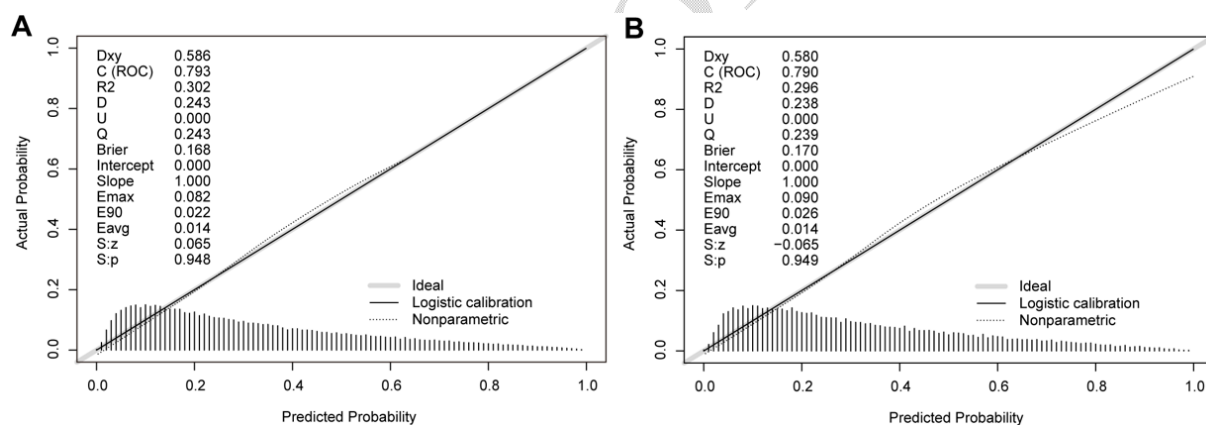 A
Dxy 0.586
C (ROC) 0.793
R2 0.302
D 0.243
U 0.000
Q 0.243
Brier 0.168
Intercept 0.000
Slope 1.000
Emax 0.082
E90 0.022
Eavg 0.014
S:z 0.065
S:p 0.948
Ideal
Logistic calibration
Nonparametric
Actual Probability
1.0
0.8
0.6
0.4
0.2
0.0
0.0 0.2 0.4 0.6 0.8 1.0
Predicted Probability
B
Dxy 0.580
C (ROC) 0.790
R2 0.296
D 0.238
U 0.000
Q 0.239
Brier 0.170
Intercept 0.000
Slope 1.000
Emax 0.090
E90 0.026
Eavg 0.014
S:z −0.065
S:p 0.949
Ideal
Logistic calibration
Nonparametric
Actual Probability
1.0
0.8
0.6
0.4
0.2
0.0
0.0 0.2 0.4 0.6 0.8 1.0
Predicted Probability